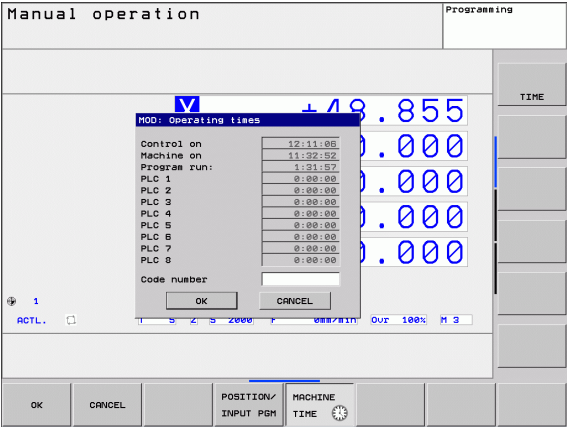 Manual operation
Programming
TIME
+48.855
MOD: Operating times
Control on 12:11:06
Machine on 11:32:52
Program run: 1:31:57
PLC 1 0:00:00
PLC 2 0:00:00
PLC 3 0:00:00
PLC 4 0:00:00
PLC 5 0:00:00
PLC 6 0:00:00
PLC 7 0:00:00
PLC 8 0:00:00
.000
.000
.000
.000
Code number
OK CANCEL
1
ACTL. T 5 Z S 2000 F 0mm/min Ovr 100% M 3
OK
CANCEL
POSITION/
INPUT PGM
MACHINE
TIME